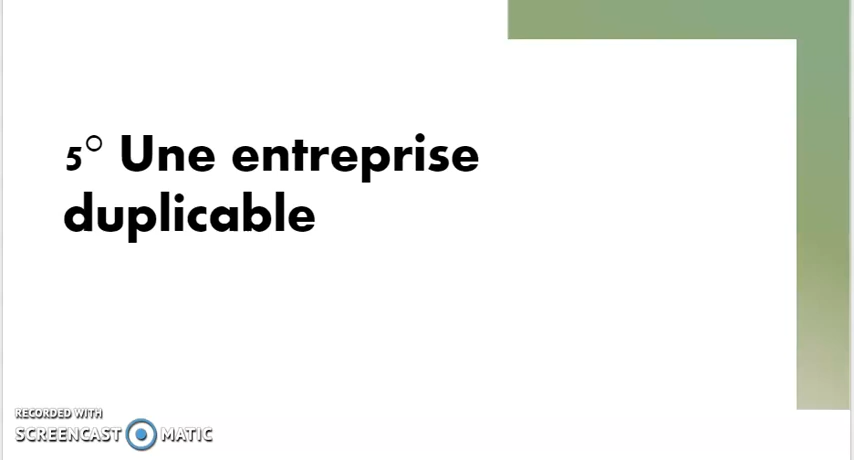 5° Une entreprise
duplicable
RECORDED WITH
SCREENCAST MATIC